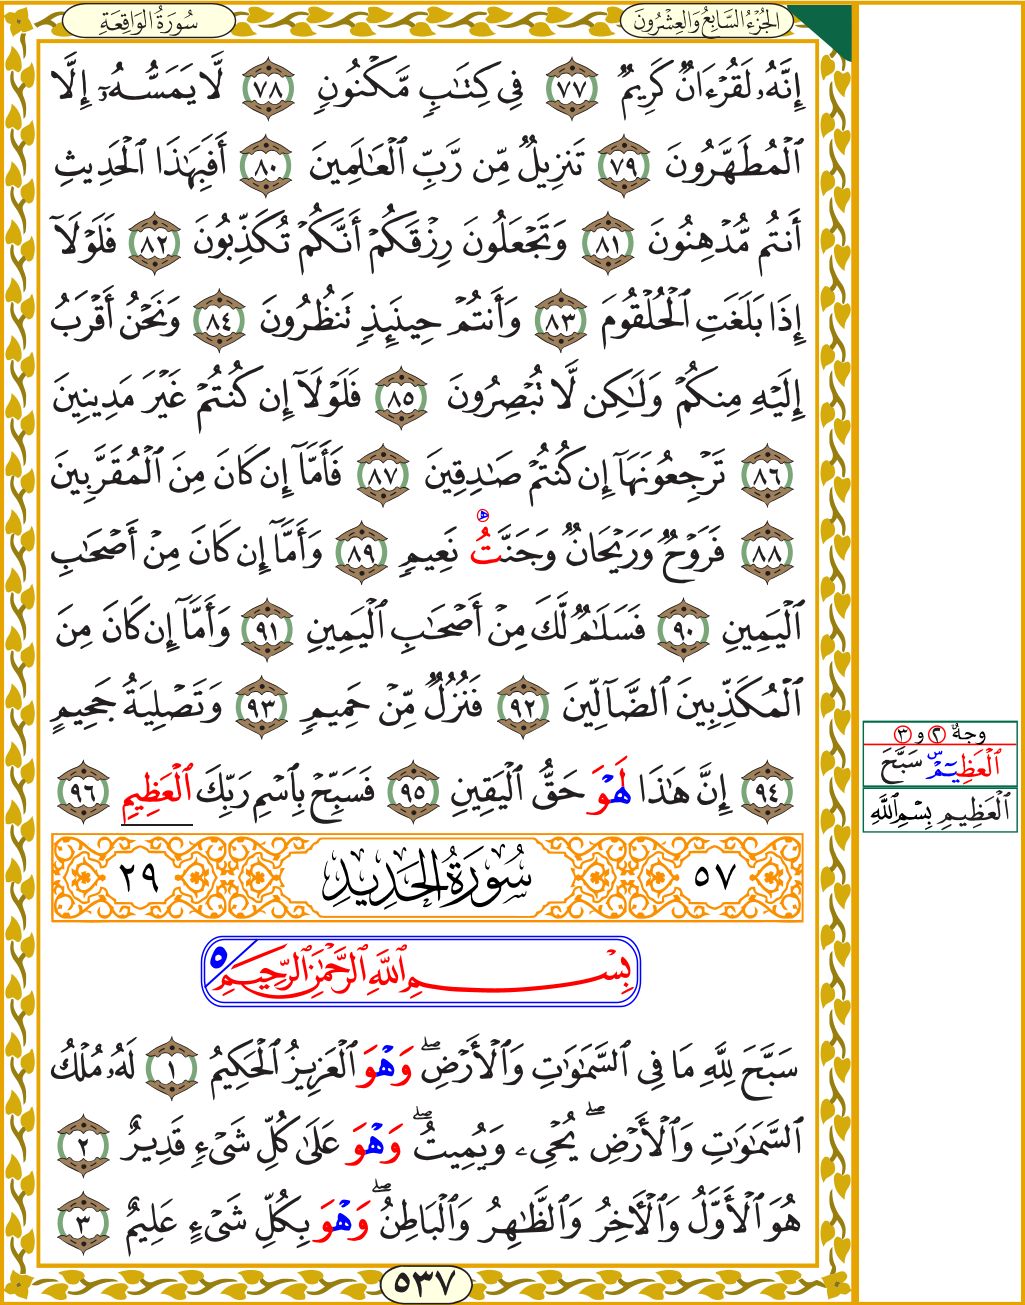 الجُزْءُ السَّابِعُ وَالعِشْرُونَ
سُورَةُ الوَاقِعَةِ
إِنَّهُۥ لَقُرْءَانٌ كَرِيمٌ ٧٧ فِى كِتَٰبٍ مَّكْنُونٍ ٧٨ لَّا يَمَسُّهُۥٓ إِلَّا
ٱلْمُطَهَّرُونَ ٧٩ تَنزِيلٌ مِّن رَّبِّ ٱلْعَٰلَمِينَ ٨٠ أَفَبِهَٰذَا ٱلْحَدِيثِ
أَنتُم مُّدْهِنُونَ ٨١ وَتَجْعَلُونَ رِزْقَكُمْ أَنَّكُمْ تُكَذِّبُونَ ٨٢ فَلَوْلَآ
إِذَا بَلَغَتِ ٱلْحُلْقُومَ ٨٣ وَأَنتُمْ حِينَئِذٍ تَنظُرُونَ ٨٤ وَنَحْنُ أَقْرَبُ
إِلَيْهِ مِنكُمْ وَلَٰكِن لَّا تُبْصِرُونَ ٨٥ فَلَوْلَآ إِن كُنتُمْ غَيْرَ مَدِينِينَ
٨٦ تَرْجِعُونَهَآ إِن كُنتُمْ صَٰدِقِينَ ٨٧ فَأَمَّآ إِن كَانَ مِنَ ٱلْمُقَرَّبِينَ
٨٨ فَرَوْحٌ وَرَيْحَانٌ وَجَنَّتُ نَعِيمٍ ٨٩ وَأَمَّآ إِن كَانَ مِنْ أَصْحَٰبِ
ٱلْيَمِينِ ٩٠ فَسَلَٰمٌ لَّكَ مِنْ أَصْحَٰبِ ٱلْيَمِينِ ٩١ وَأَمَّآ إِن كَانَ مِنَ
ٱلْمُكَذِّبِينَ ٱلضَّآلِّينَ ٩٢ فَنُزُلٌ مِّنْ حَمِيمٍ ٩٣ وَتَصْلِيَةُ جَحِيمٍ
٩٤ إِنَّ هَٰذَا لَهْوَ حَقُّ ٱلْيَقِينِ ٩٥ فَسَبِّحْ بِٱسْمِ رَبِّكَ ٱلْعَظِيمِ ٩٦
وجهٌ ٢ و ٣
ٱلْعَظِيمِ سَبَّحَ
ٱلْعَظِيمِ بِسْمِ ٱللَّهِ
٥٧ سُورَةُ الحَدِيدِ ٢٩
بِسْمِ ٱللَّهِ ٱلرَّحْمَٰنِ ٱلرَّحِيمِ ٥
سَبَّحَ لِلَّهِ مَا فِى ٱلسَّمَٰوَٰتِ وَٱلْأَرْضِ ۖ وَهْوَ ٱلْعَزِيزُ ٱلْحَكِيمُ ١ لَهُۥ مُلْكُ
ٱلسَّمَٰوَٰتِ وَٱلْأَرْضِ ۖ يُحْىِۦ وَيُمِيتُ ۖ وَهْوَ عَلَىٰ كُلِّ شَىْءٍ قَدِيرٌ ٢
هُوَ ٱلْأَوَّلُ وَٱلْأَخِرُ وَٱلظَّٰهِرُ وَٱلْبَاطِنُ ۖ وَهْوَ بِكُلِّ شَىْءٍ عَلِيمٌ ٣
٥٣٧